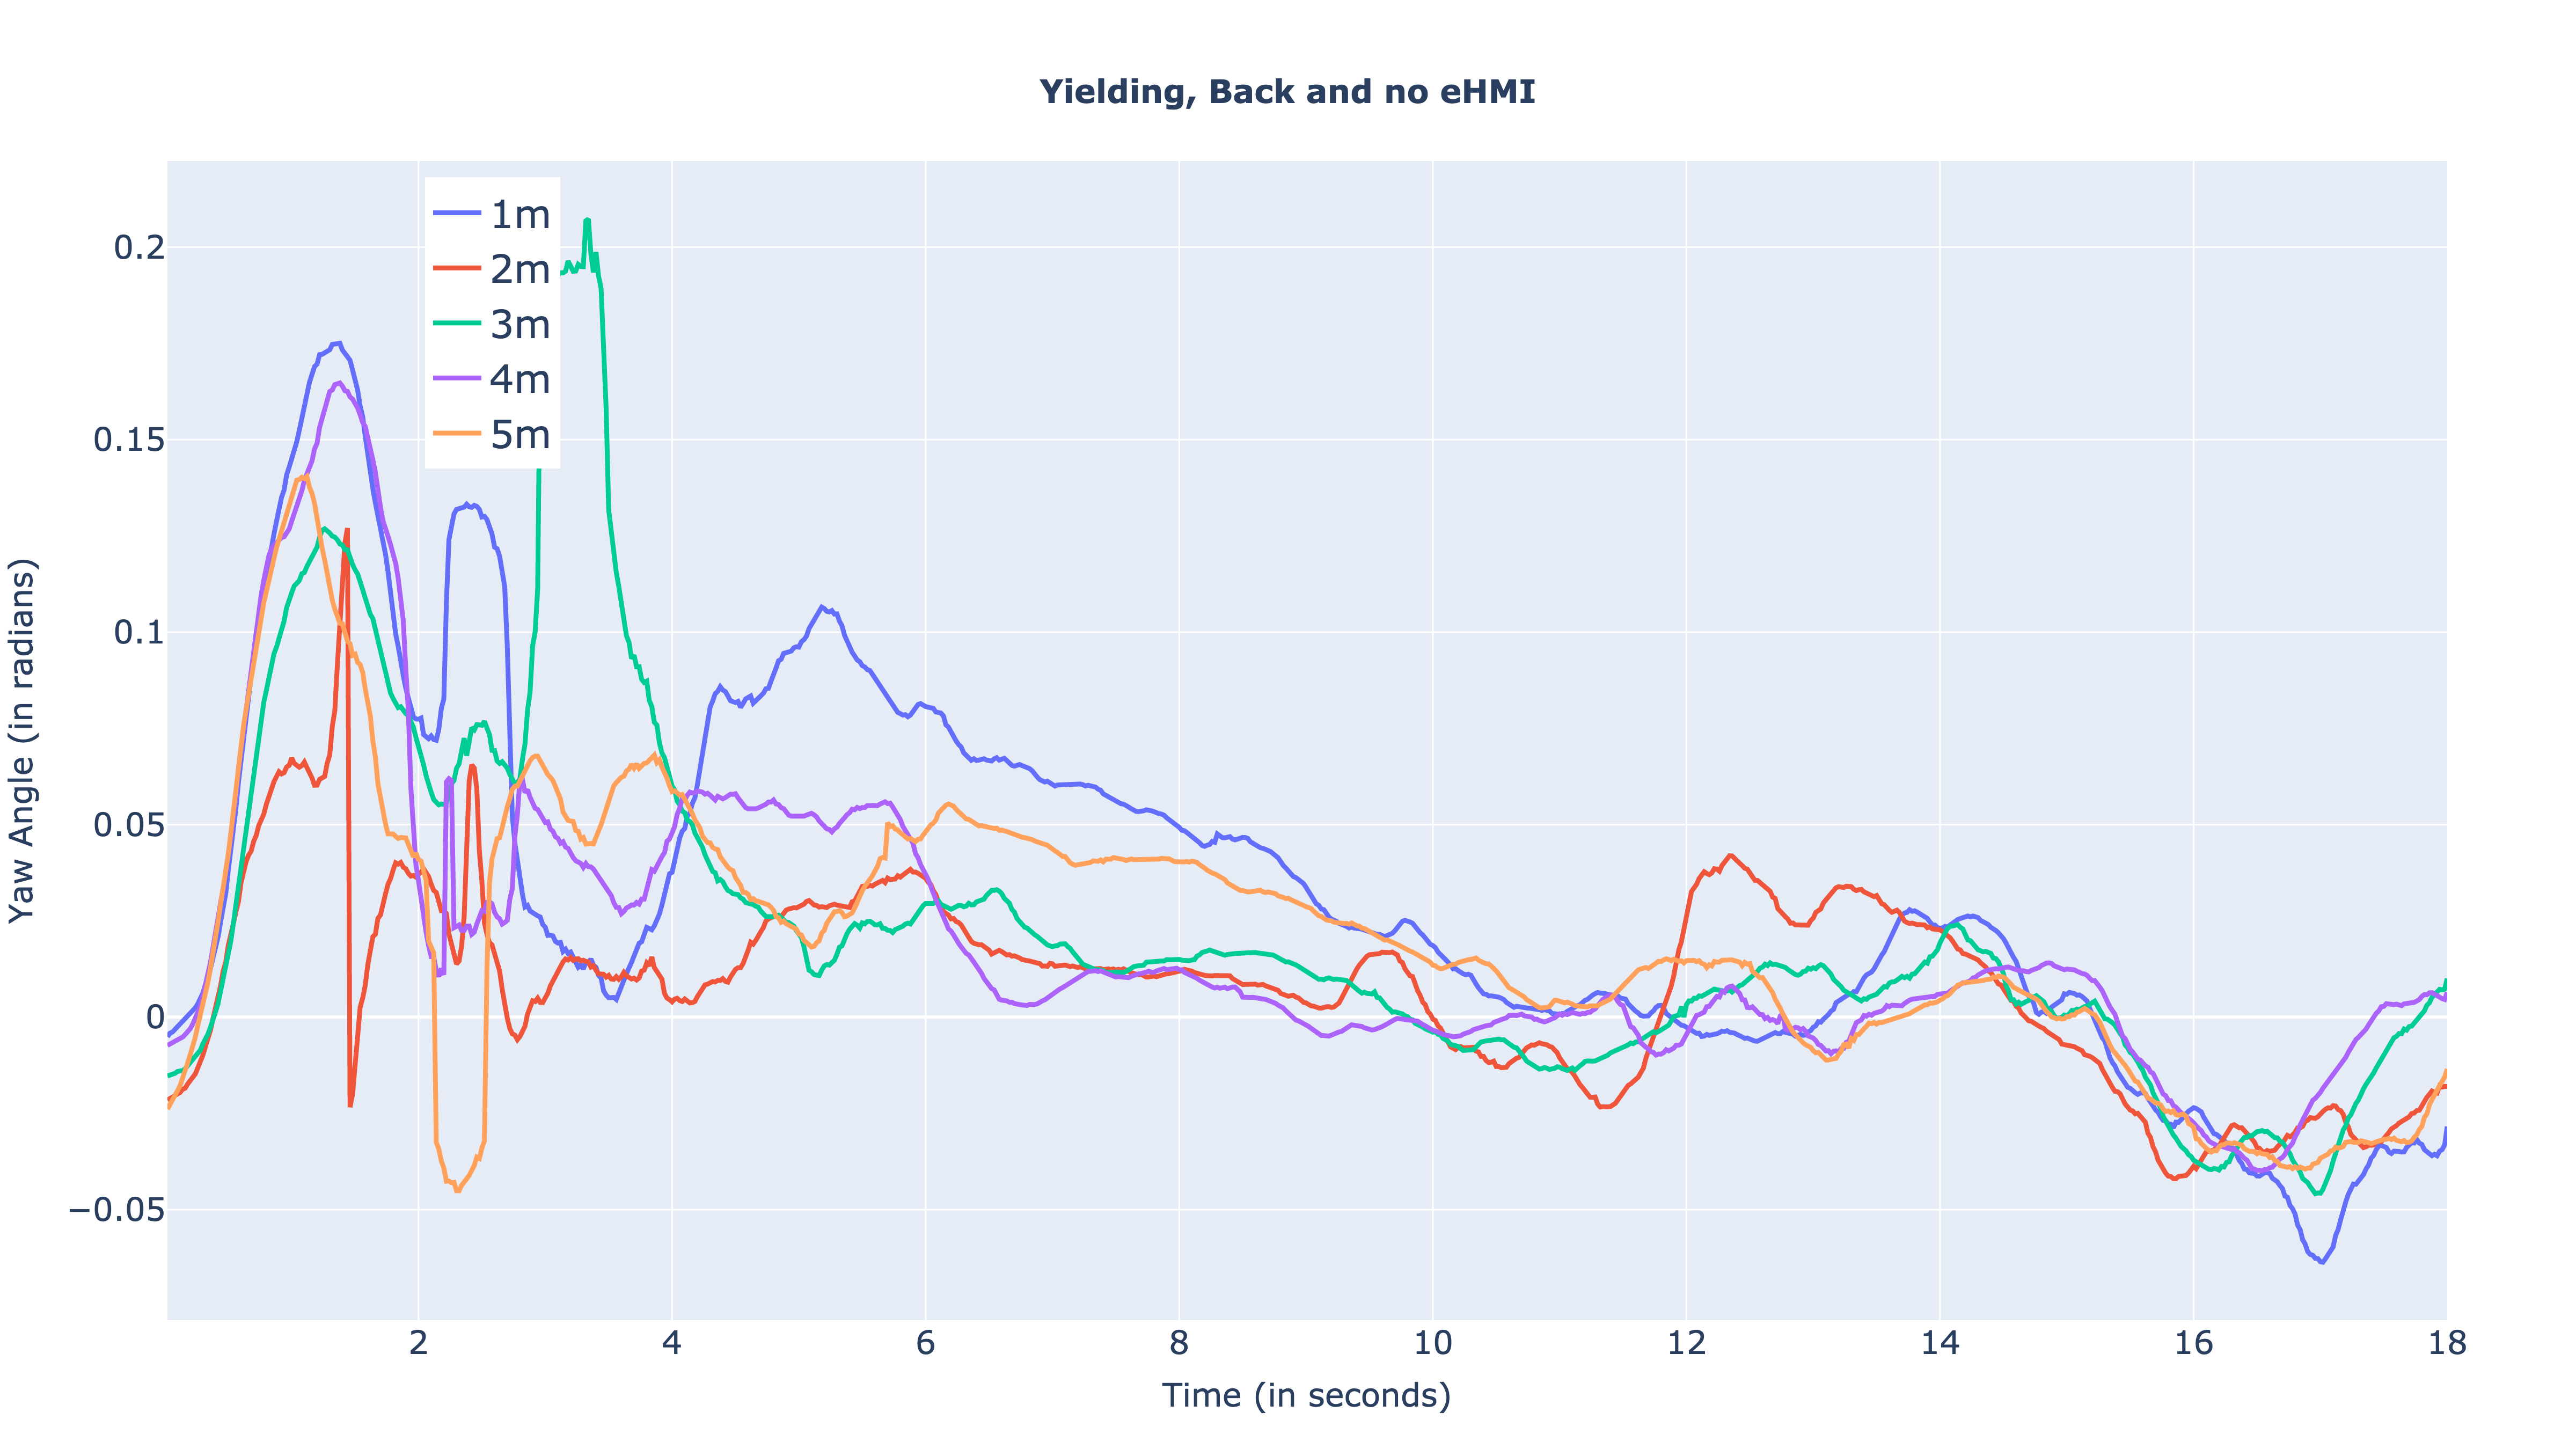 Yielding, Back and no eHMI
1m
2m
3m
4m
5m
0.2
0.15
0.1
0.05
0
−0.05
Yaw Angle (in radians)
2 4 6 8 10 12 14 16 18
Time (in seconds)